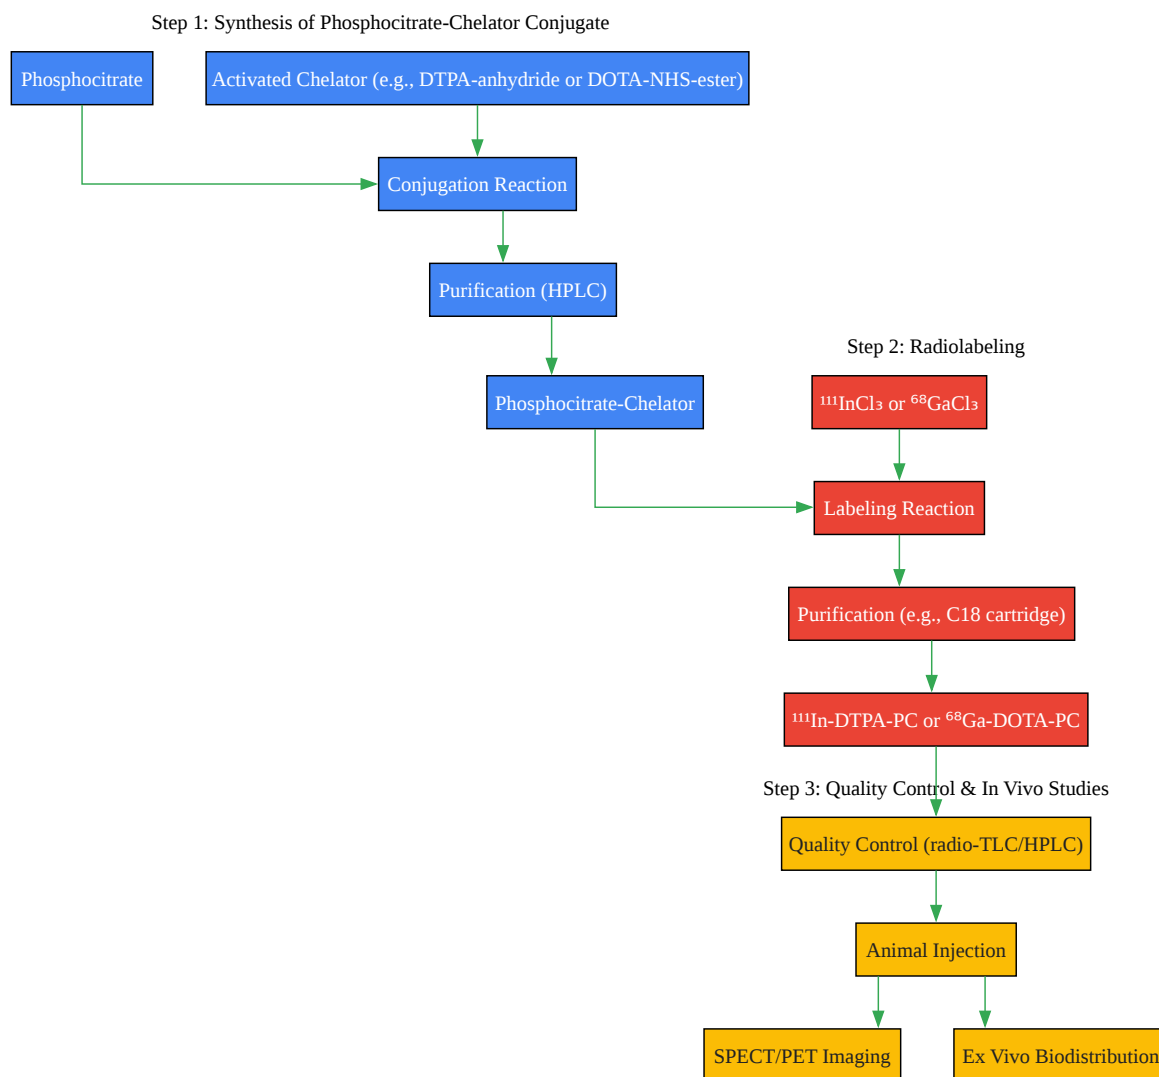 Step 1: Synthesis of Phosphocitrate-Chelator Conjugate
Phosphocitrate
Activated Chelator (e.g., DTPA-anhydride or DOTA-NHS-ester)
Conjugation Reaction
Purification (HPLC)
Step 2: Radiolabeling
Phosphocitrate-Chelator
¹¹¹InCl₃ or ⁶⁸GaCl₃
Labeling Reaction
Purification (e.g., C18 cartridge)
¹¹¹In-DTPA-PC or ⁶⁸Ga-DOTA-PC
Step 3: Quality Control & In Vivo Studies
Quality Control (radio-TLC/HPLC)
Animal Injection
SPECT/PET Imaging
Ex Vivo Biodistribution